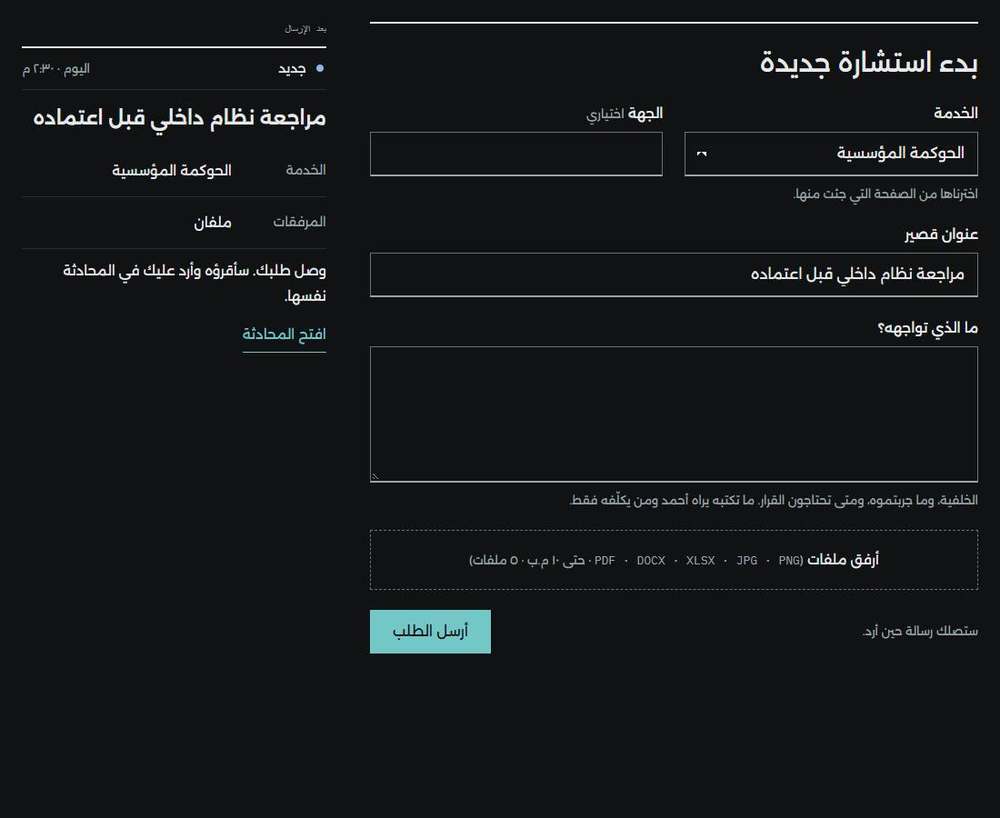 بدء استشارة جديدة
الخدمة
الحوكمة المؤسسية
اخترناها من الصفحة التي جئت منها.
الجهة اختياري
عنوان قصير
مراجعة نظام داخلي قبل اعتماده
ما الذي تواجهه؟
الخلفية، وما جربتموه، ومتى تحتاجون القرار. ما تكتبه يراه أحمد ومن يكلّفه فقط.
أرفق ملفات (PDF · DOCX · XLSX · JPG · PNG · حتى ١٠ م.ب · ٥ ملفات)
ستصلك رسالة حين أرد.
أرسل الطلب
بعد الإرسال
جديد
اليوم ٢:٣٠٠ م
مراجعة نظام داخلي قبل اعتماده
الخدمة
الحوكمة المؤسسية
المرفقات
ملفان
وصل طلبك. سأقرؤه وأرد عليك في المحادثة
نفسها.
افتح المحادثة